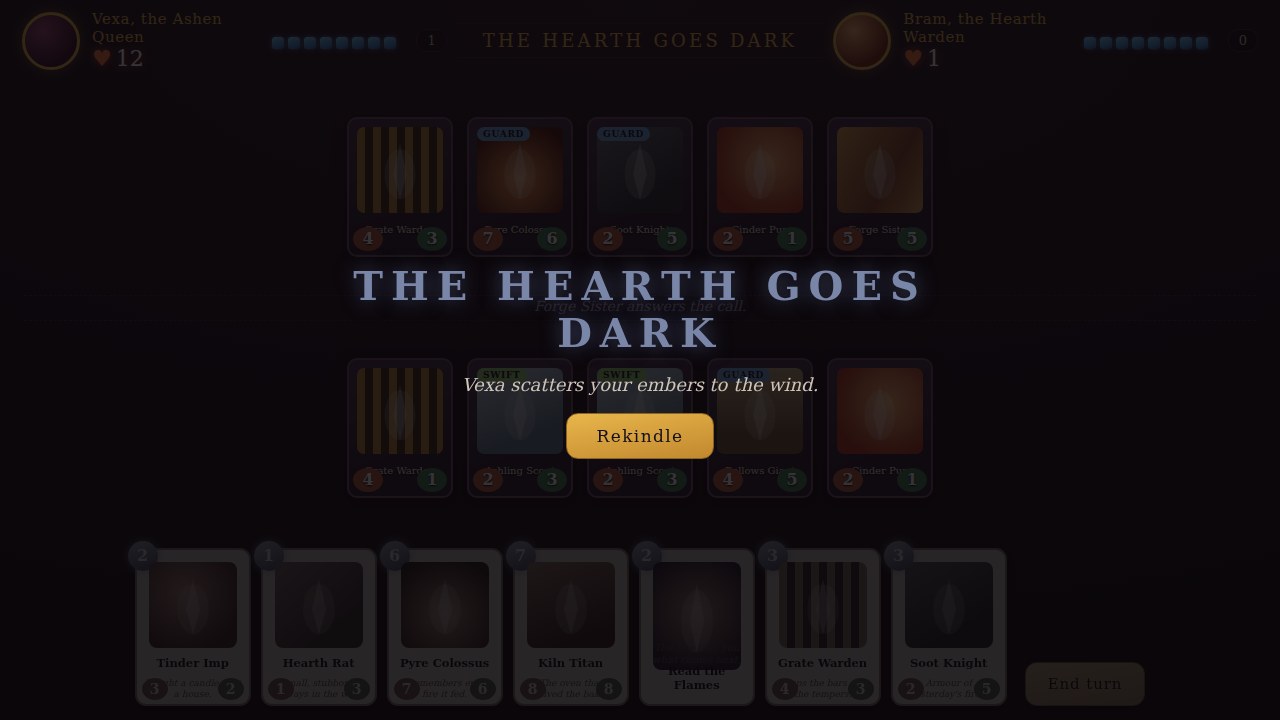 Vexa, the Ashen
Queen
♥ 12
1
THE HEARTH GOES DARK
Bram, the Hearth
Warden
♥ 1
0
GUARD
GUARD
4 3
7 6
2 5
2 1
5 5
THE HEARTH GOES
DARK
Forge Sister answers the call.
SWIFT
SWIFT
GUARD
Vexa scatters your embers to the wind.
Rekindle
4 1
2 3
2 3
4 5
2 1
2
1
6
7
2
3
3
Tinder Imp
Hearth Rat
Pyre Colossus
Kiln Titan
Read the
Flames
Grate Warden
Soot Knight
3 2
1 3
7 6
8 8
4 3
2 5
End turn